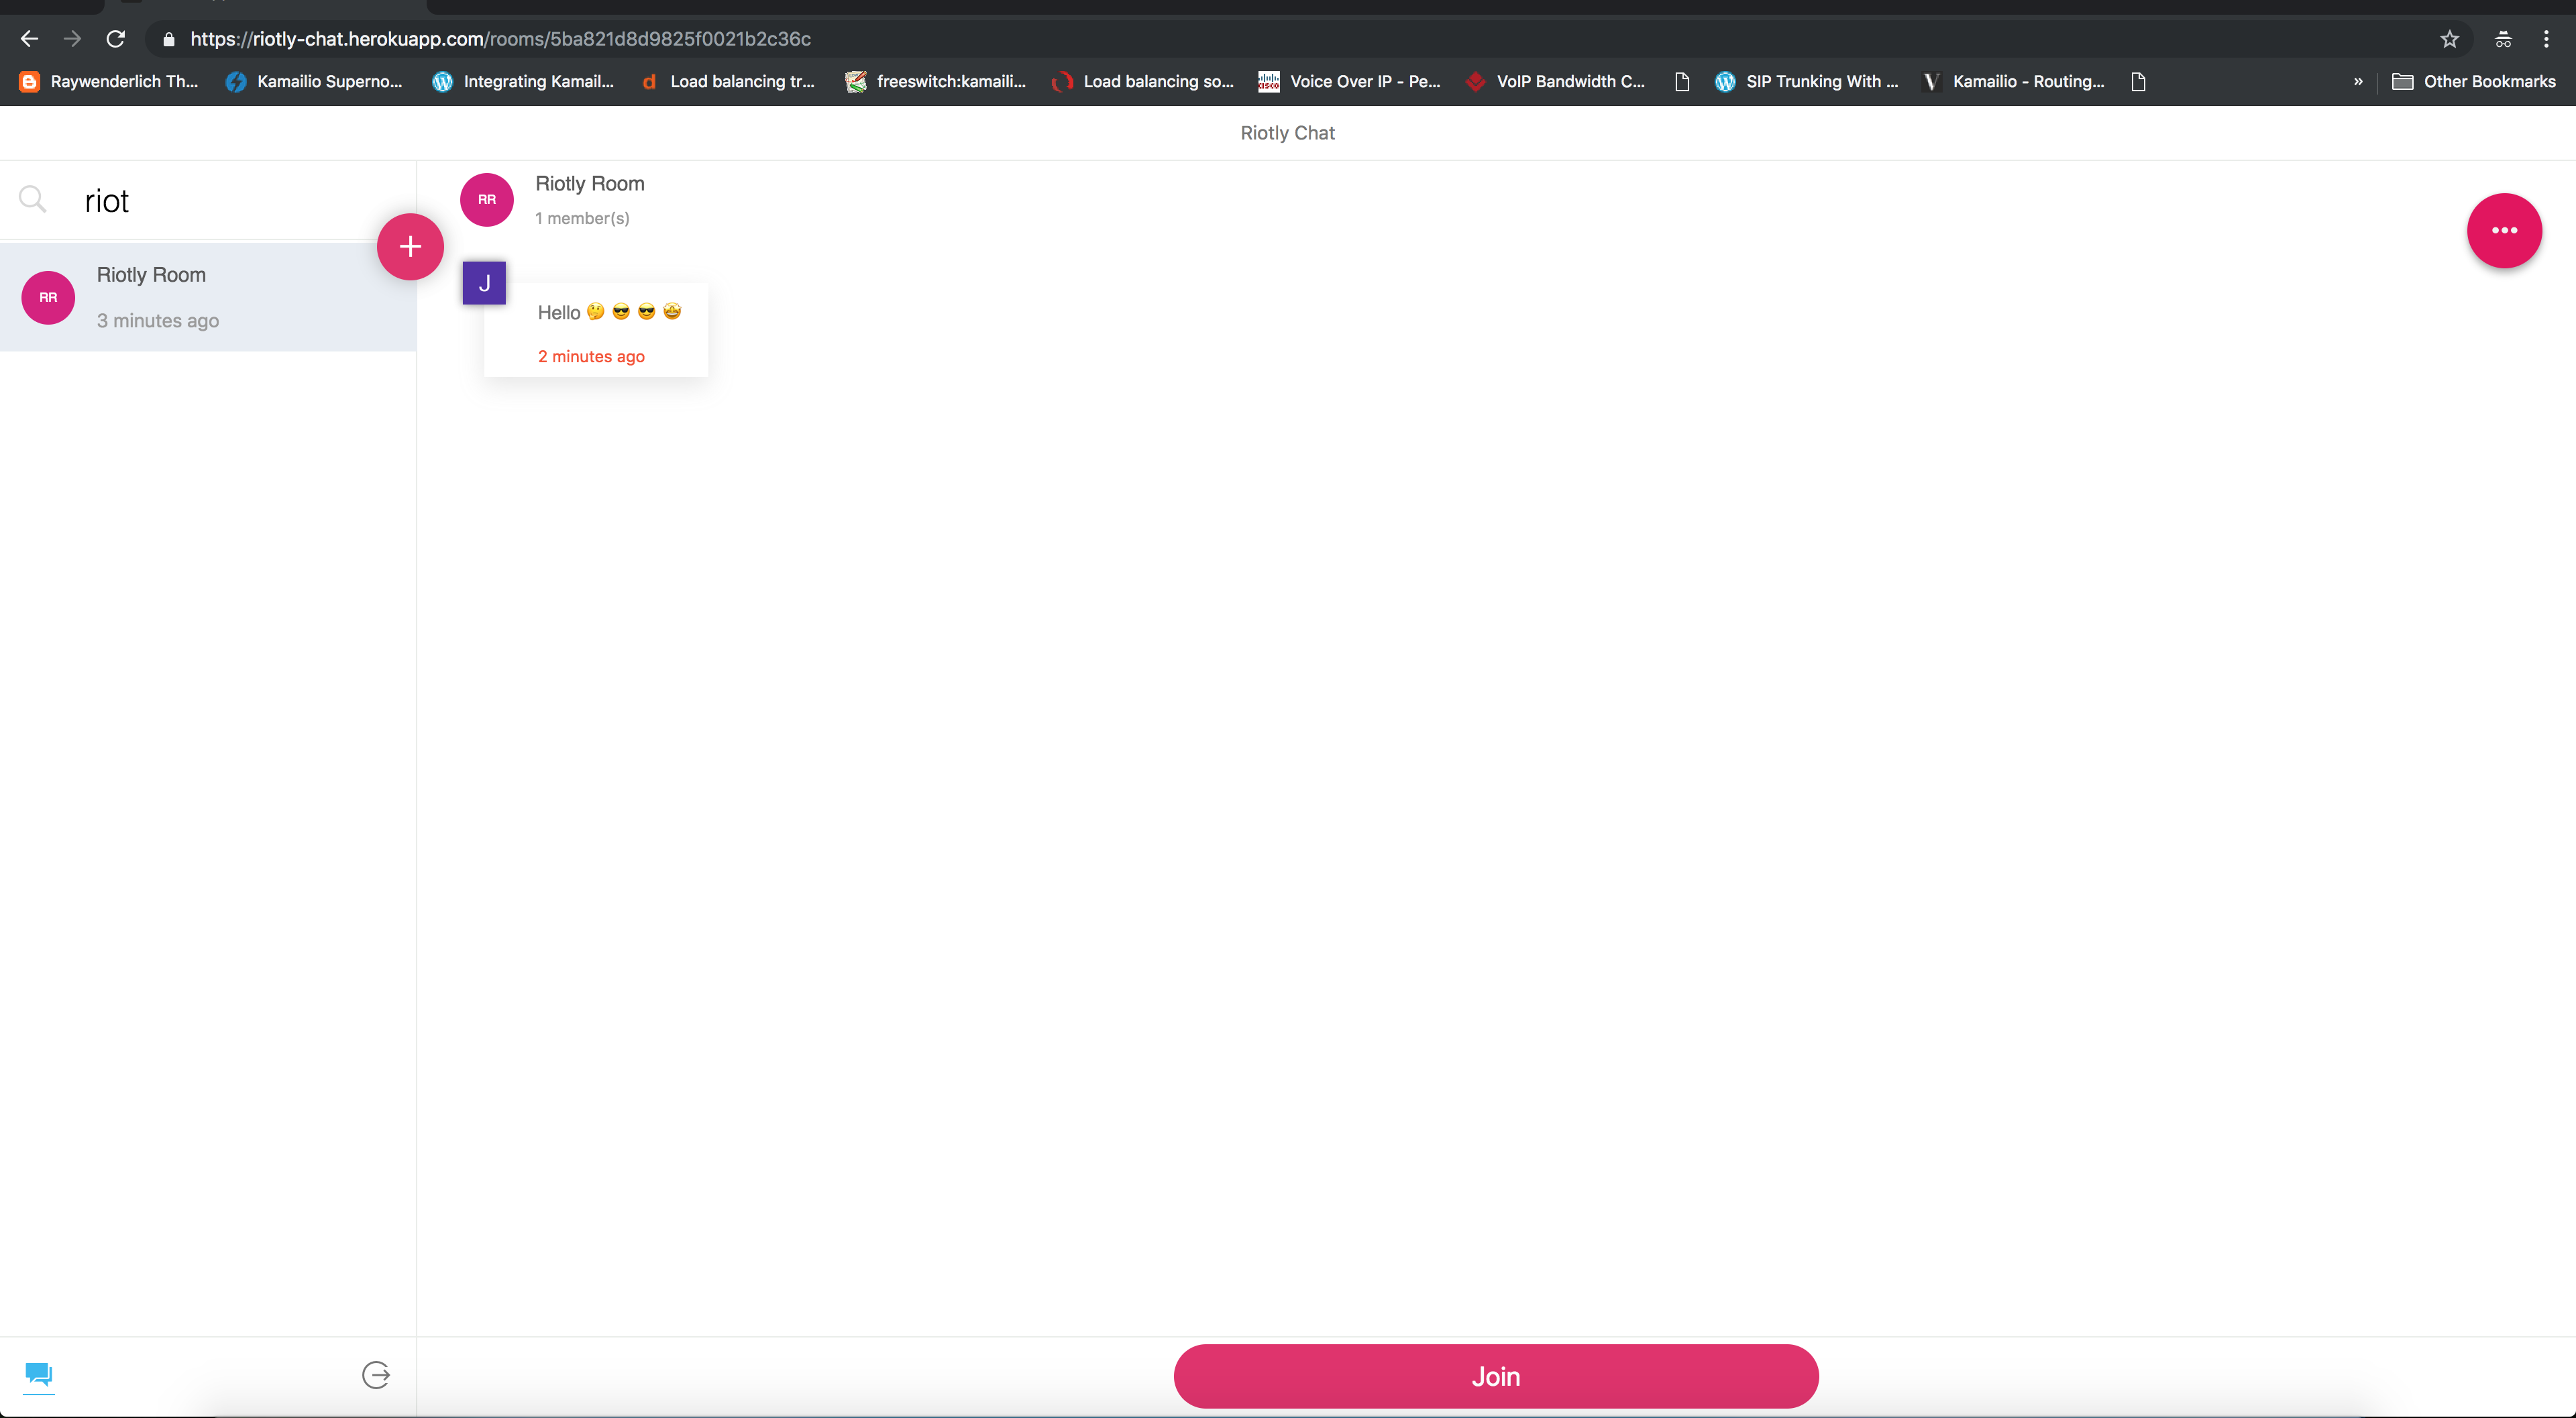 https://riotly-chat.herokuapp.com/rooms/5ba821d8d9825f0021b2c36c
Raywenderlich Th... Kamailio Superno... Integrating Kamail... Load balancing tr... freeswitch:kamaili... Load balancing so... Voice Over IP - Pe... VoIP Bandwidth C... SIP Trunking With ... Kamailio - Routing... » Other Bookmarks
Riotly Chat
riot
+
RR
Riotly Room
3 minutes ago
RR
Riotly Room
1 member(s)
J
Hello 🤔 😎 😎 🤩
2 minutes ago
Join